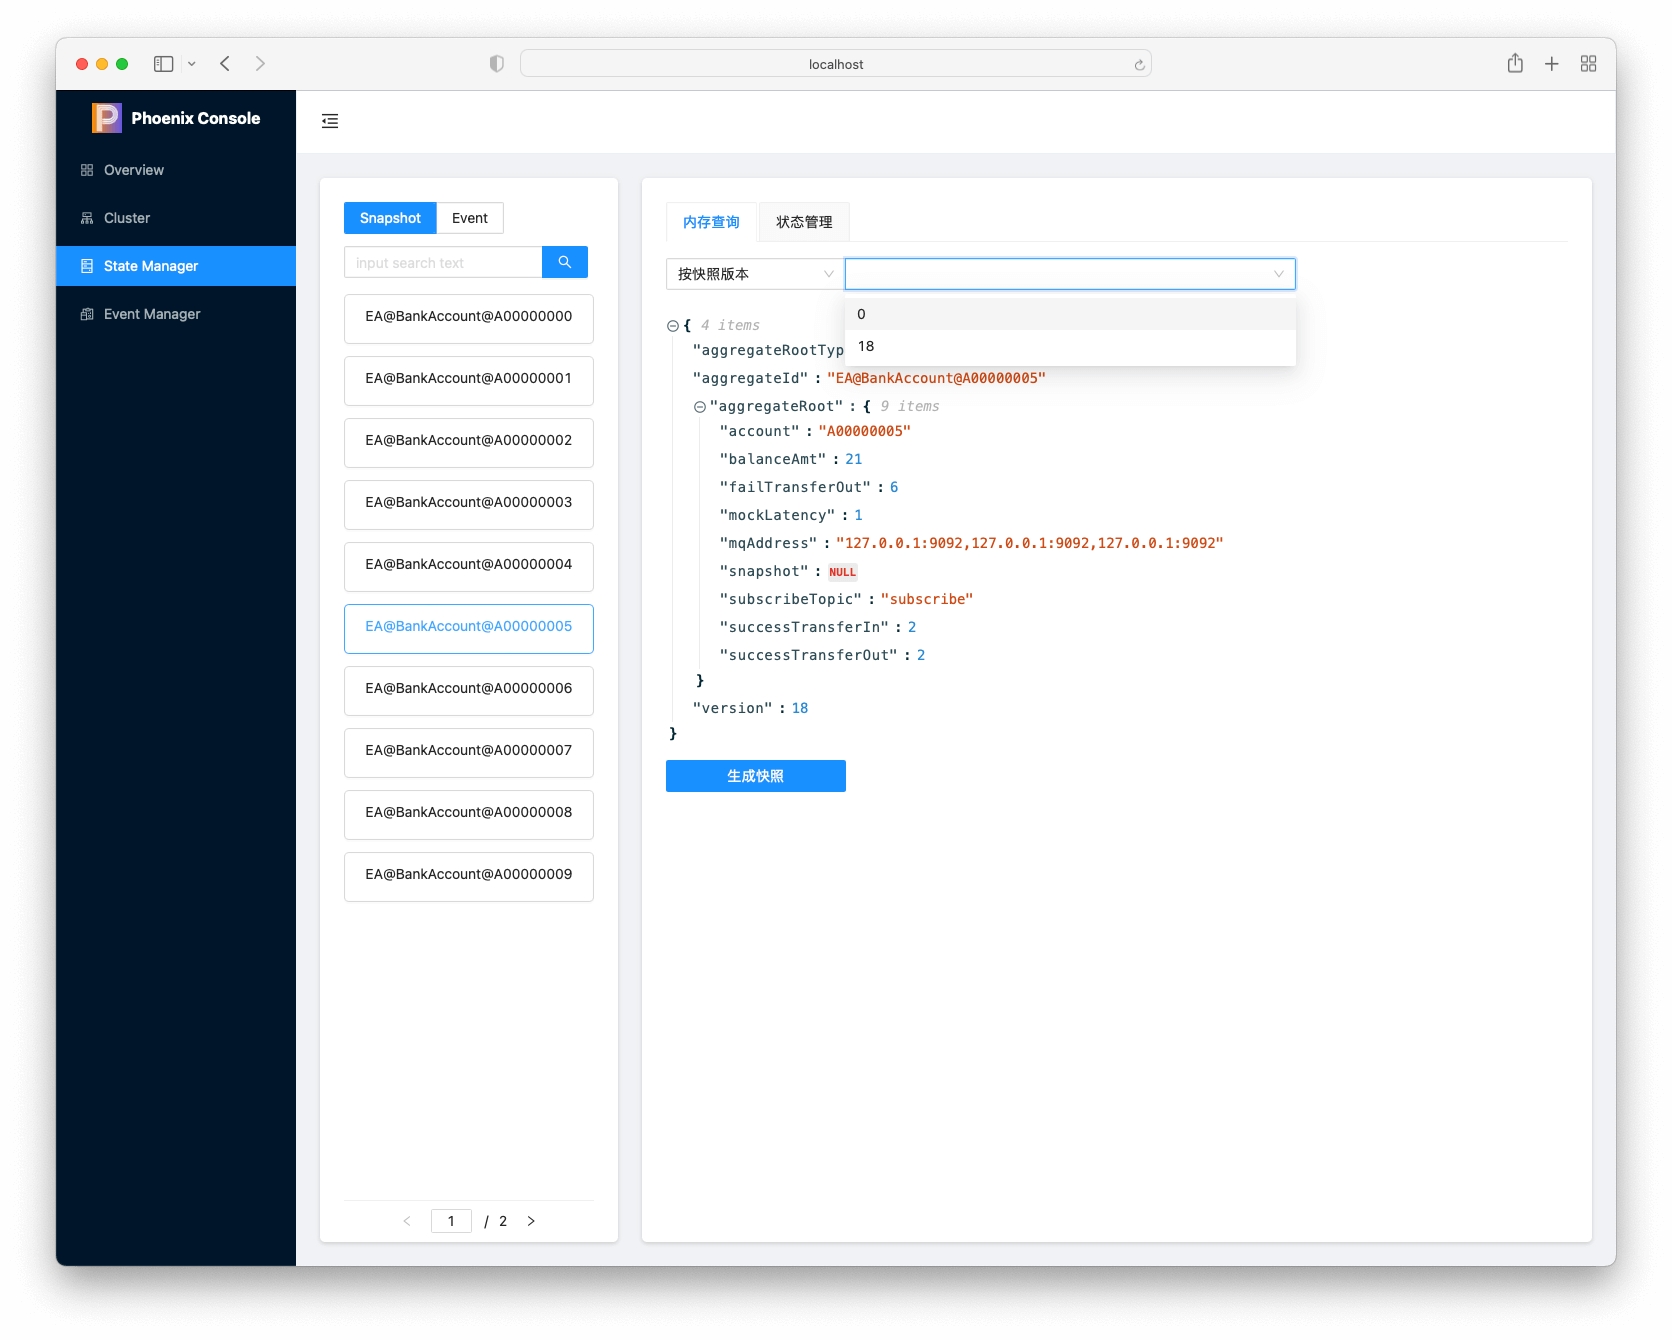 localhost
Phoenix Console
Overview
Cluster
State Manager
Event Manager
Snapshot Event
input search text
EA@BankAccount@A00000000
EA@BankAccount@A00000001
EA@BankAccount@A00000002
EA@BankAccount@A00000003
EA@BankAccount@A00000004
EA@BankAccount@A00000005
EA@BankAccount@A00000006
EA@BankAccount@A00000007
EA@BankAccount@A00000008
EA@BankAccount@A00000009
1 / 2
内存查询 状态管理
按快照版本
0
18
{ 4 items
"aggregateRootTyp
"aggregateId" : "EA@BankAccount@A00000005"
"aggregateRoot" : { 9 items
"account" : "A00000005"
"balanceAmt" : 21
"failTransferOut" : 6
"mockLatency" : 1
"mqAddress" : "127.0.0.1:9092,127.0.0.1:9092,127.0.0.1:9092"
"snapshot" : NULL
"subscribeTopic" : "subscribe"
"successTransferIn" : 2
"successTransferOut" : 2
}
"version" : 18
}
生成快照